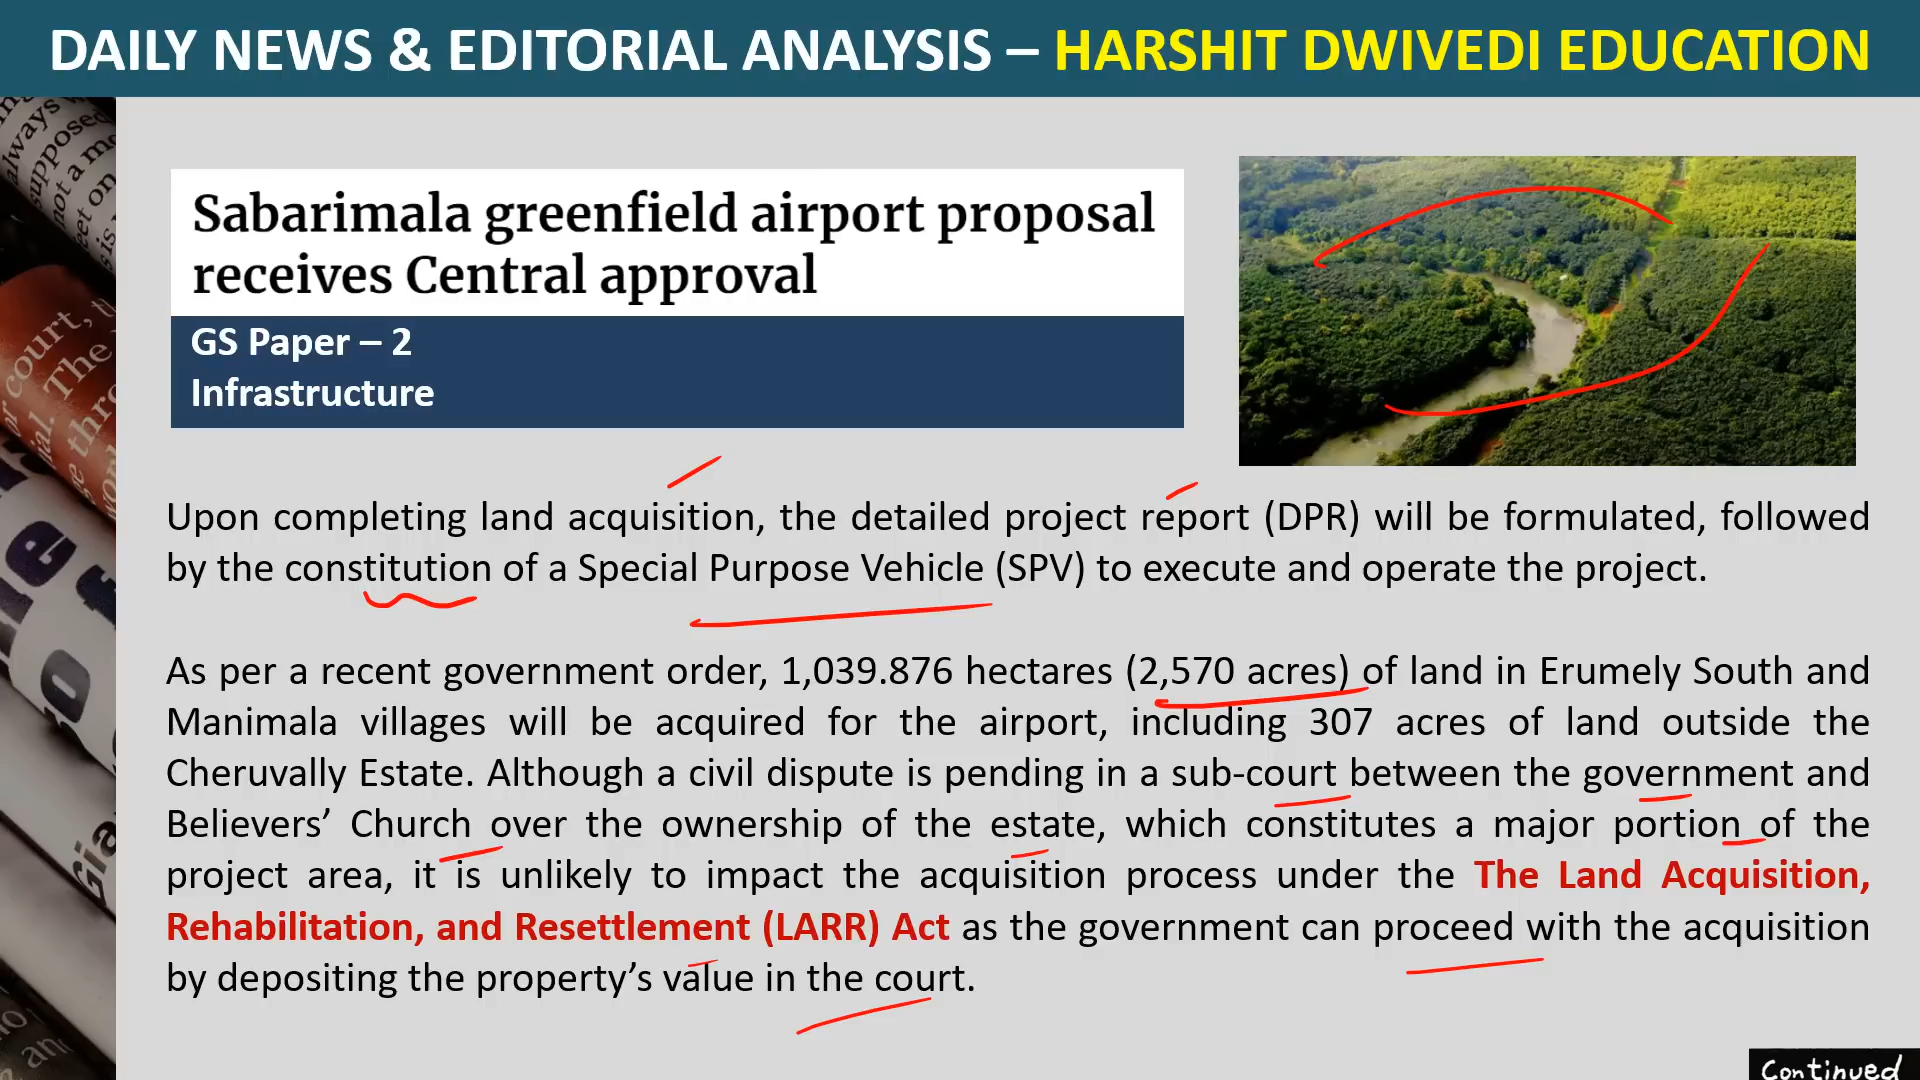 DAILY NEWS & EDITORIAL ANALYSIS – HARSHIT DWIVEDI EDUCATION
Sabarimala greenfield airport proposal
receives Central approval
GS Paper – 2
Infrastructure
Upon completing land acquisition, the detailed project report (DPR) will be formulated, followed
by the constitution of a Special Purpose Vehicle (SPV) to execute and operate the project.
As per a recent government order, 1,039.876 hectares (2,570 acres) of land in Erumely South and
Manimala villages will be acquired for the airport, including 307 acres of land outside the
Cheruvally Estate. Although a civil dispute is pending in a sub-court between the government and
Believers’ Church over the ownership of the estate, which constitutes a major portion of the
project area, it is unlikely to impact the acquisition process under the The Land Acquisition,
Rehabilitation, and Resettlement (LARR) Act as the government can proceed with the acquisition
by depositing the property’s value in the court.
Continued